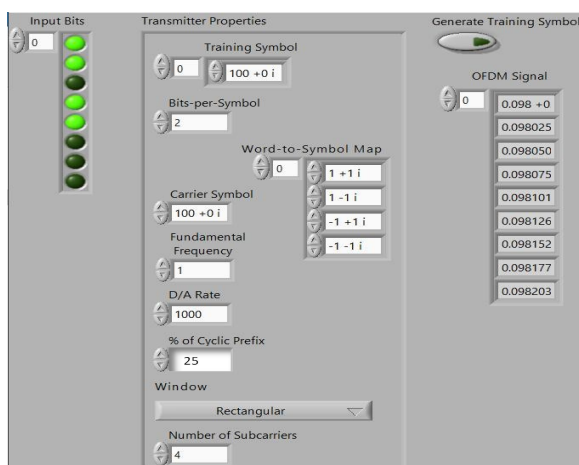 Input Bits
0
Transmitter Properties
Training Symbol
0
100 +0 i
Bits-per-Symbol
2
Word-to-Symbol Map
0
1 +1 i
1 -1 i
-1 +1 i
-1 -1 i
Carrier Symbol
100 +0 i
Fundamental
Frequency
1
D/A Rate
1000
% of Cyclic Prefix
25
Window
Rectangular
Number of Subcarriers
4
Generate Training Symbol
OFDM Signal
0
0.098 +0
0.098025
0.098050
0.098075
0.098101
0.098126
0.098152
0.098177
0.098203